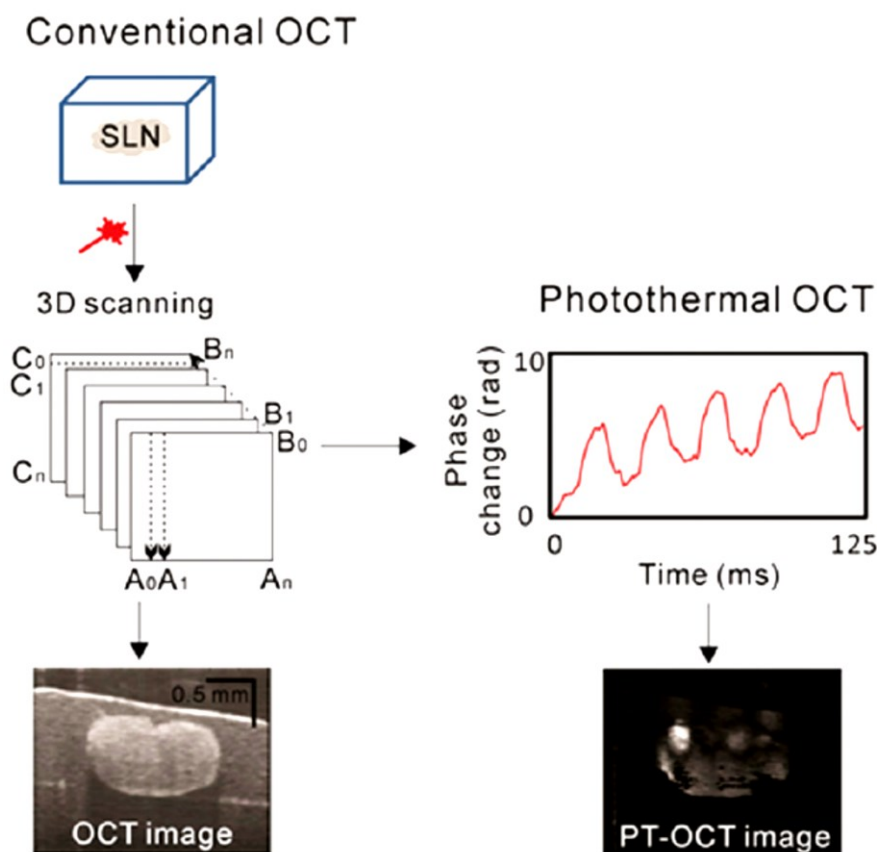 Conventional OCT
SLN
3D scanning
C0
C1
Cn
Bn
B1
B0
A0A1
An
0.5 mm
OCT image
Photothermal OCT
Phase
change (rad)
10
0
0
125
Time (ms)
PT-OCT image